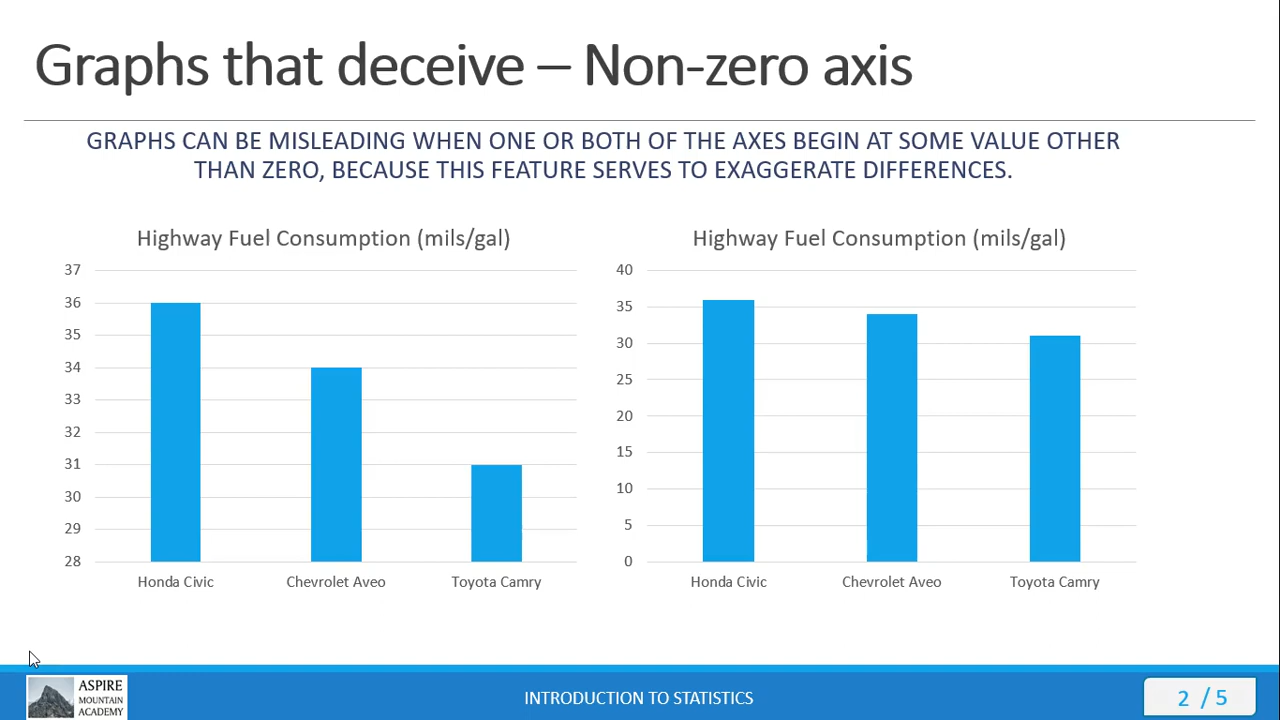 Graphs that deceive – Non-zero axis
GRAPHS CAN BE MISLEADING WHEN ONE OR BOTH OF THE AXES BEGIN AT SOME VALUE OTHER
THAN ZERO, BECAUSE THIS FEATURE SERVES TO EXAGGERATE DIFFERENCES.
Highway Fuel Consumption (mils/gal)
37
36
35
34
33
32
31
30
29
28
Honda Civic Chevrolet Aveo Toyota Camry
Highway Fuel Consumption (mils/gal)
40
35
30
25
20
15
10
5
0
Honda Civic Chevrolet Aveo Toyota Camry
ASPIRE
MOUNTAIN
ACADEMY
INTRODUCTION TO STATISTICS
2 / 5